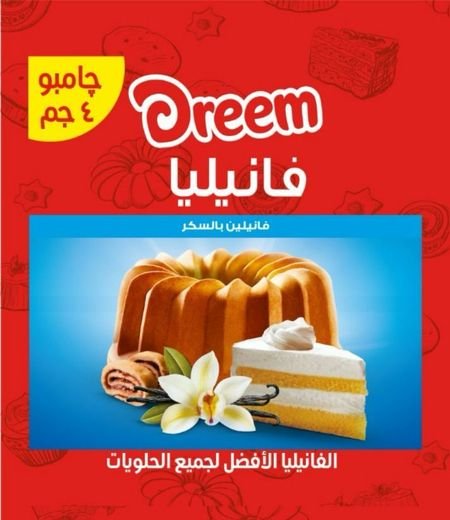 چامبو
٤ جم
Dreem
فانيليا
فانيلين بالسكر
الفانيليا الأفضل لجميع الحلويات